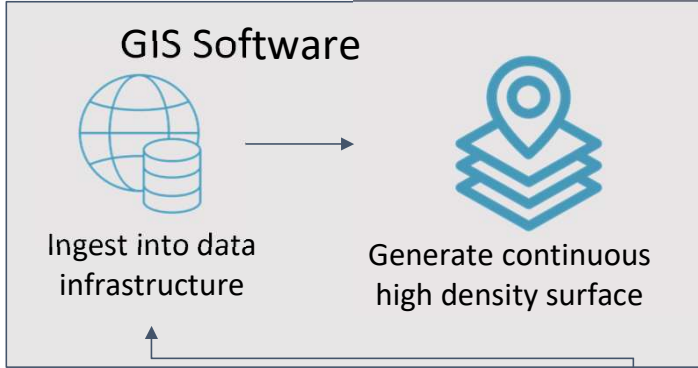 GIS Software
Ingest into data
infrastructure
Generate continuous
high density surface